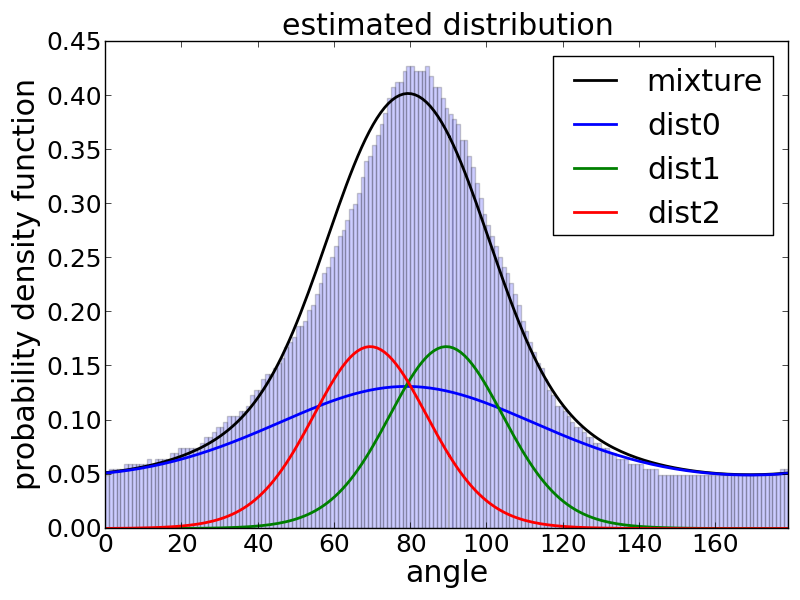 estimated distribution
probability density function
0.45
0.40
0.35
0.30
0.25
0.20
0.15
0.10
0.05
0.00
mixture
dist0
dist1
dist2
0 20 40 60 80 100 120 140 160
angle